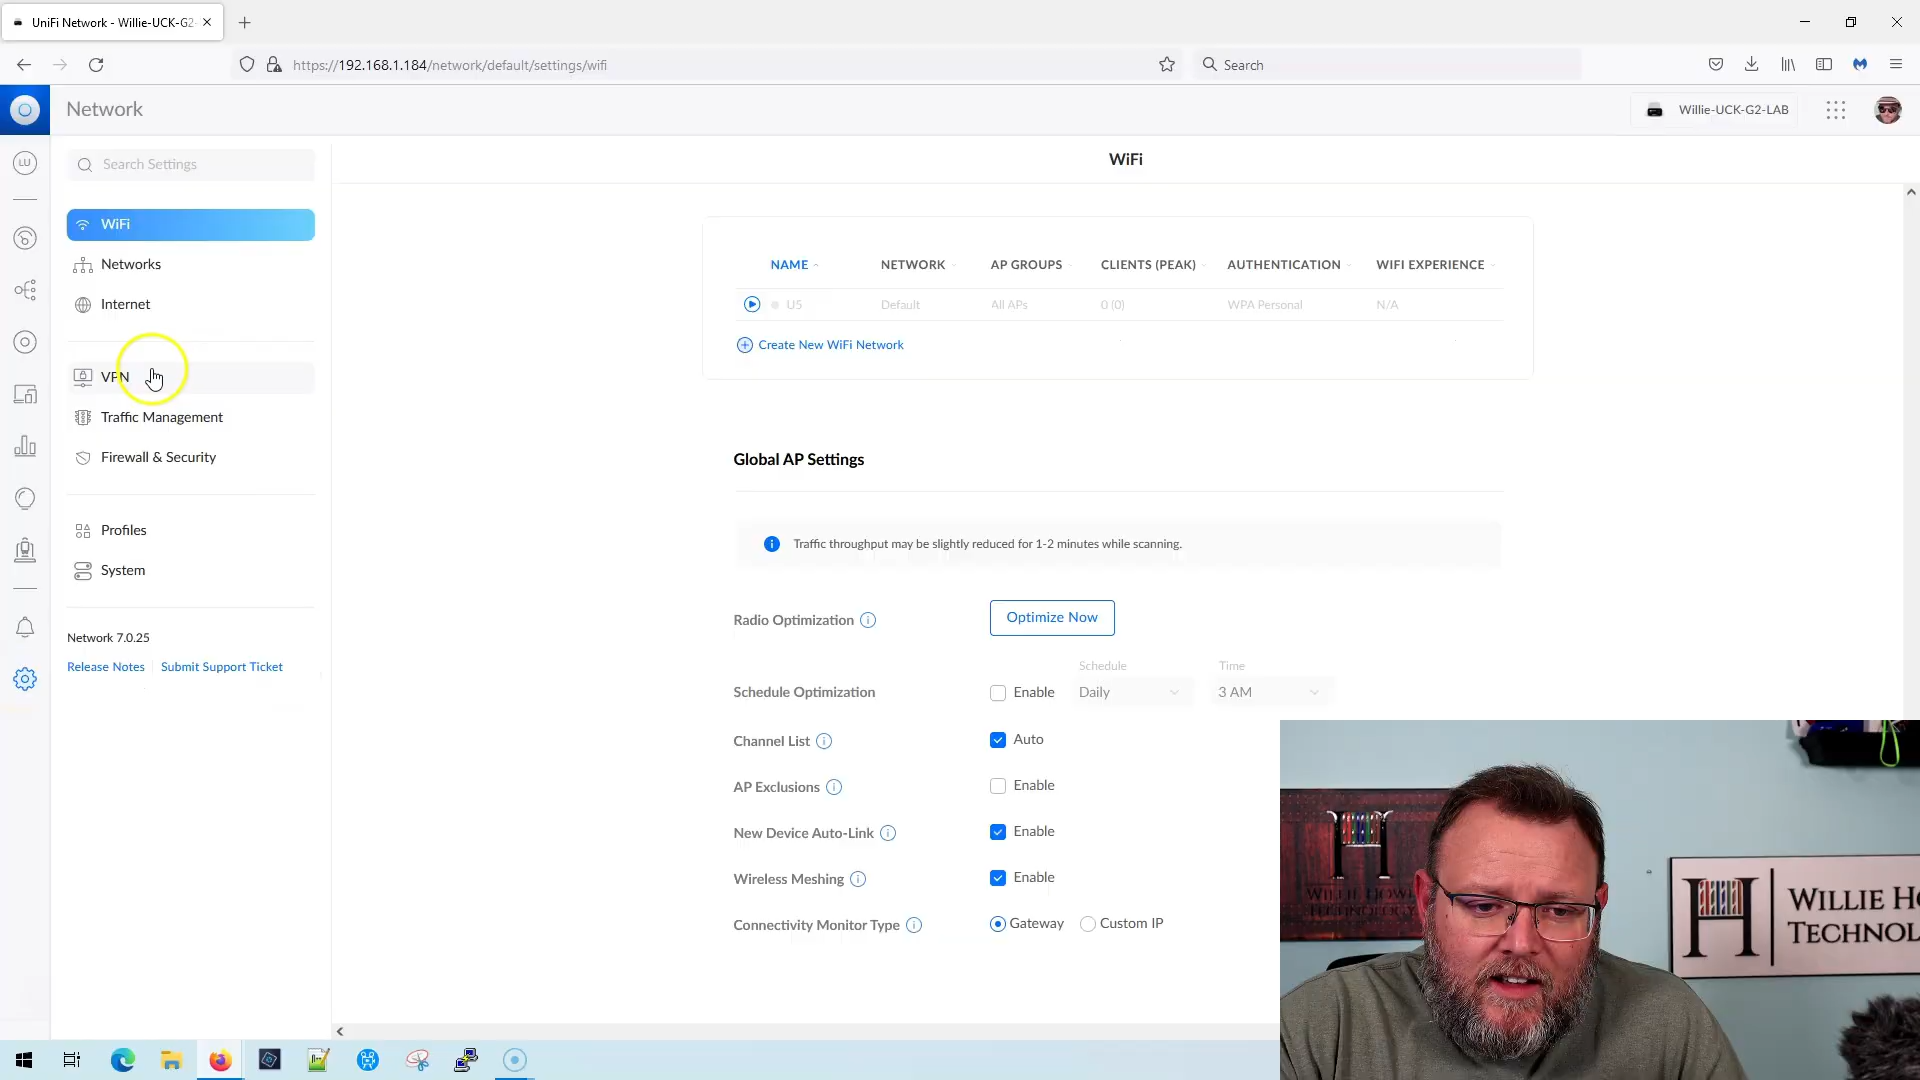 UniFi Network - Willie-UCK-G2-
https://192.168.1.184/network/default/settings/wifi
Search
Network
Willie-UCK-G2-LAB
LU
Search Settings
WiFi
WiFi
Networks
Internet
VPN
Traffic Management
Firewall & Security
Profiles
System
Network 7.0.25
Release Notes
Submit Support Ticket
NAME NETWORK AP GROUPS CLIENTS (PEAK) AUTHENTICATION WIFI EXPERIENCE
U5 Default All APs 0 (0) WPA Personal N/A
Create New WiFi Network
Global AP Settings
Traffic throughput may be slightly reduced for 1-2 minutes while scanning.
Radio Optimization Optimize Now
Schedule Time
Schedule Optimization Enable Daily 3 AM
Channel List Auto
AP Exclusions Enable
New Device Auto-Link Enable
Wireless Meshing Enable
Connectivity Monitor Type Gateway Custom IP
WILLIE HO
TECHNOL